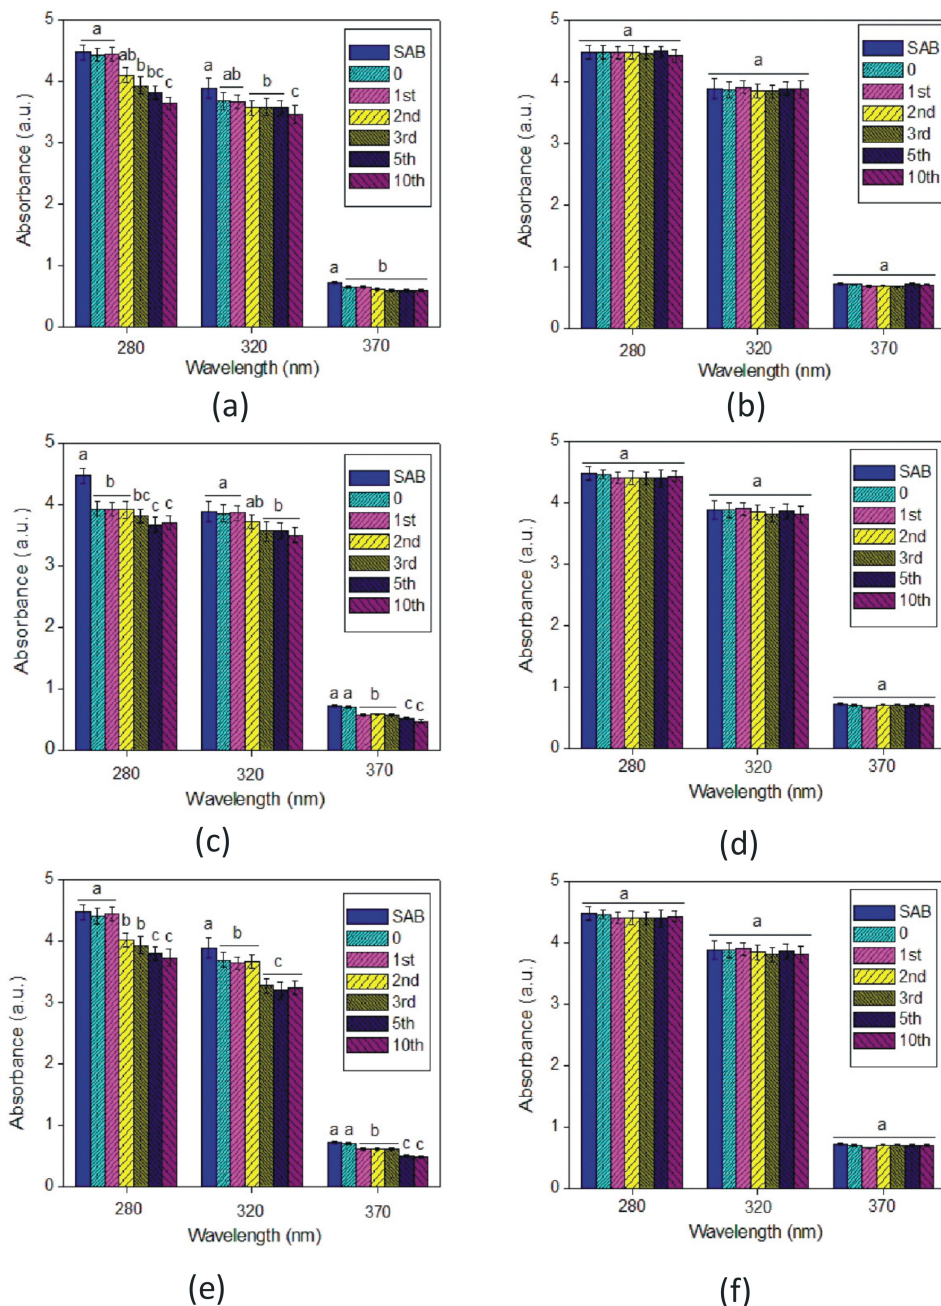 5
4
3
2
1
0
Absorbance (a.u.)
a
ab
b
bc
c
a
ab
b
c
a
b
SAB
0
1st
2nd
3rd
5th
10th
280
320
370
Wavelength (nm)
(a)
5
4
3
2
1
0
Absorbance (a.u.)
a
a
a
SAB
0
1st
2nd
3rd
5th
10th
280
320
370
Wavelength (nm)
(b)
5
4
3
2
1
0
Absorbance (a.u.)
a
b
bc
c
c
a
ab
b
a
a
b
c
c
SAB
0
1st
2nd
3rd
5th
10th
280
320
370
Wavelength (nm)
(c)
5
4
3
2
1
0
Absorbance (a.u.)
a
a
a
SAB
0
1st
2nd
3rd
5th
10th
280
320
370
Wavelength (nm)
(d)
5
4
3
2
1
0
Absorbance (a.u.)
a
b
b
c
c
a
b
c
a
a
b
c
c
SAB
0
1st
2nd
3rd
5th
10th
280
320
370
Wavelength (nm)
(e)
5
4
3
2
1
0
Absorbance (a.u.)
a
a
a
SAB
0
1st
2nd
3rd
5th
10th
280
320
370
Wavelength (nm)
(f)